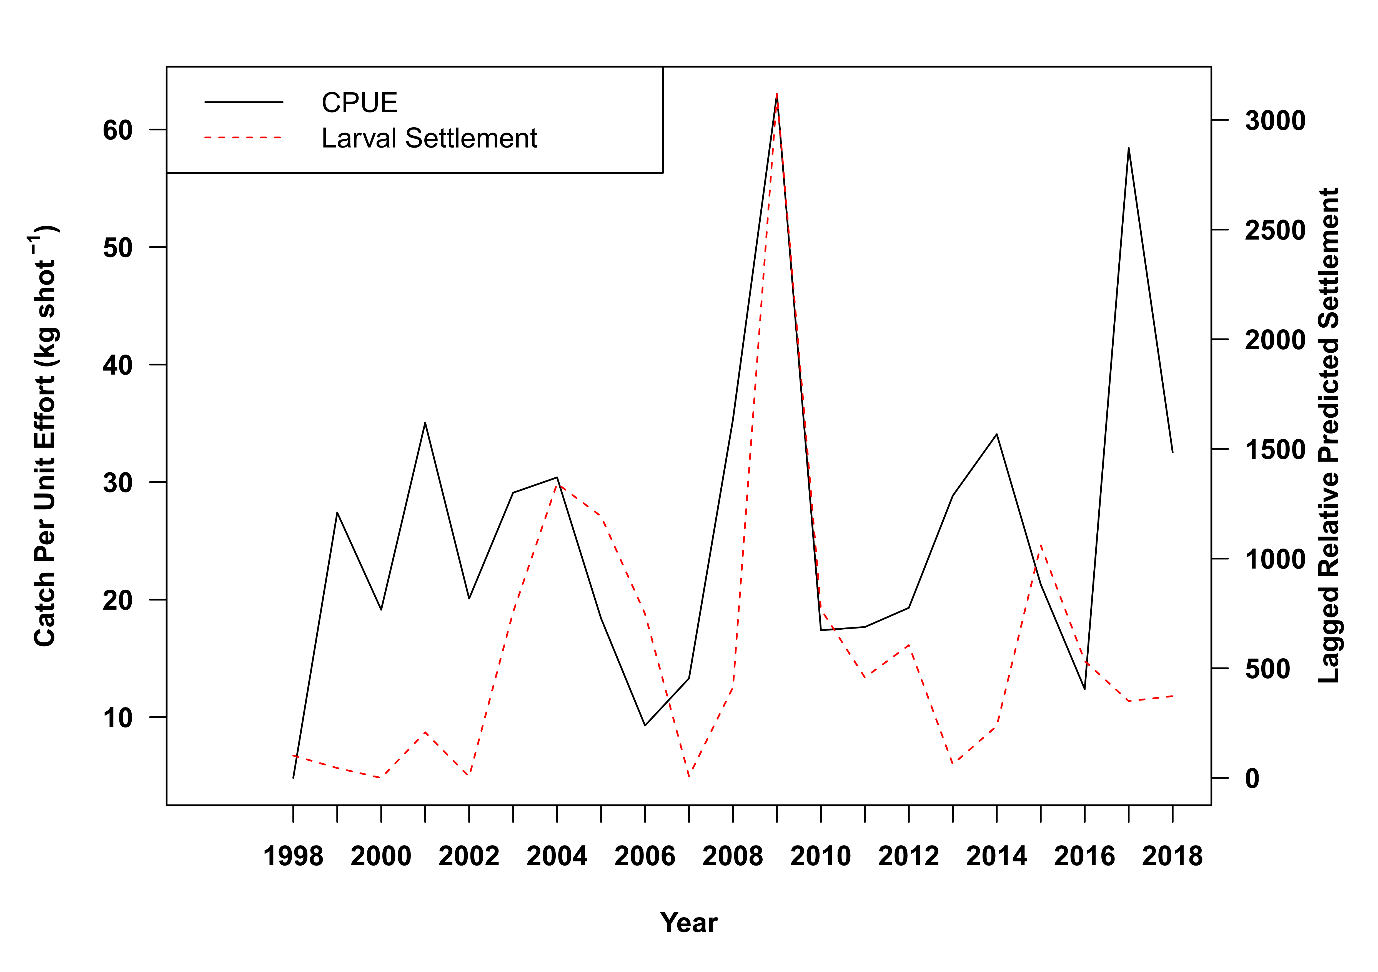 CPUE
Larval Settlement
60
50
40
30
20
10
Catch Per Unit Effort (kg shot⁻¹)
3000
2500
2000
1500
1000
500
0
Lagged Relative Predicted Settlement
1998 2000 2002 2004 2006 2008 2010 2012 2014 2016 2018
Year